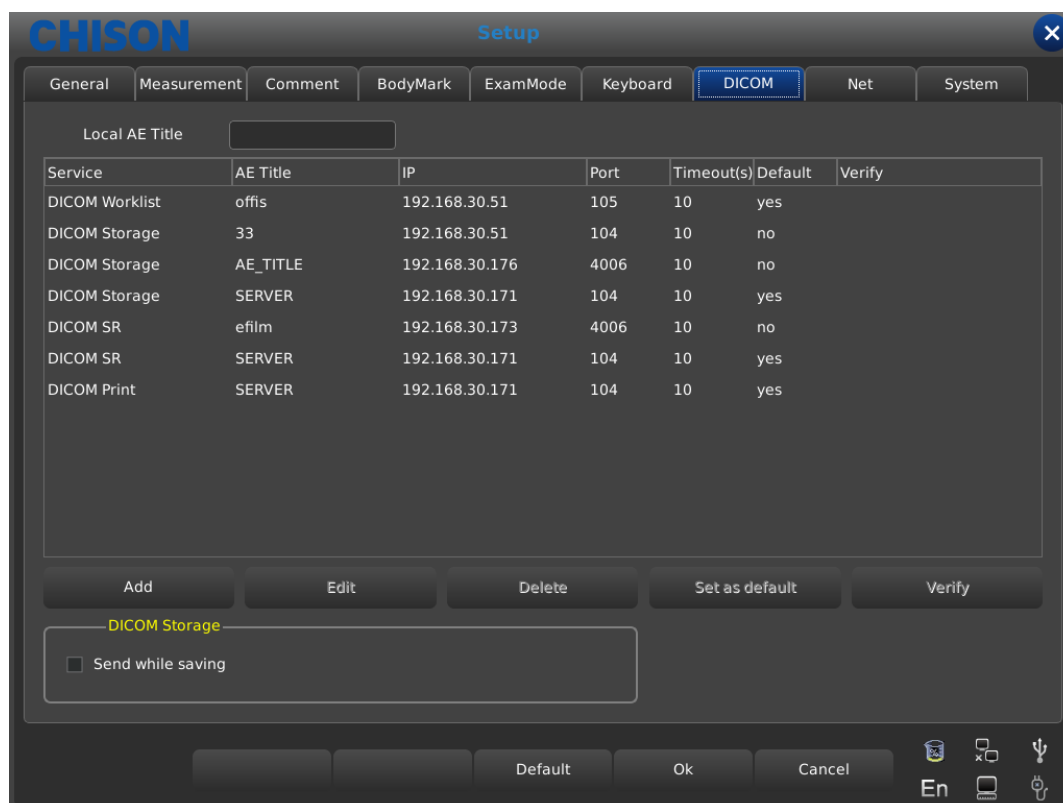 CHISON
Setup
General Measurement Comment BodyMark ExamMode Keyboard DICOM Net System
Local AE Title
Service AE Title IP Port Timeout(s) Default Verify
DICOM Worklist offis 192.168.30.51 105 10 yes
DICOM Storage 33 192.168.30.51 104 10 no
DICOM Storage AE_TITLE 192.168.30.176 4006 10 no
DICOM Storage SERVER 192.168.30.171 104 10 yes
DICOM SR efilm 192.168.30.173 4006 10 no
DICOM SR SERVER 192.168.30.171 104 10 yes
DICOM Print SERVER 192.168.30.171 104 10 yes
Add Edit Delete Set as default Verify
DICOM Storage
Send while saving
Default Ok Cancel
En